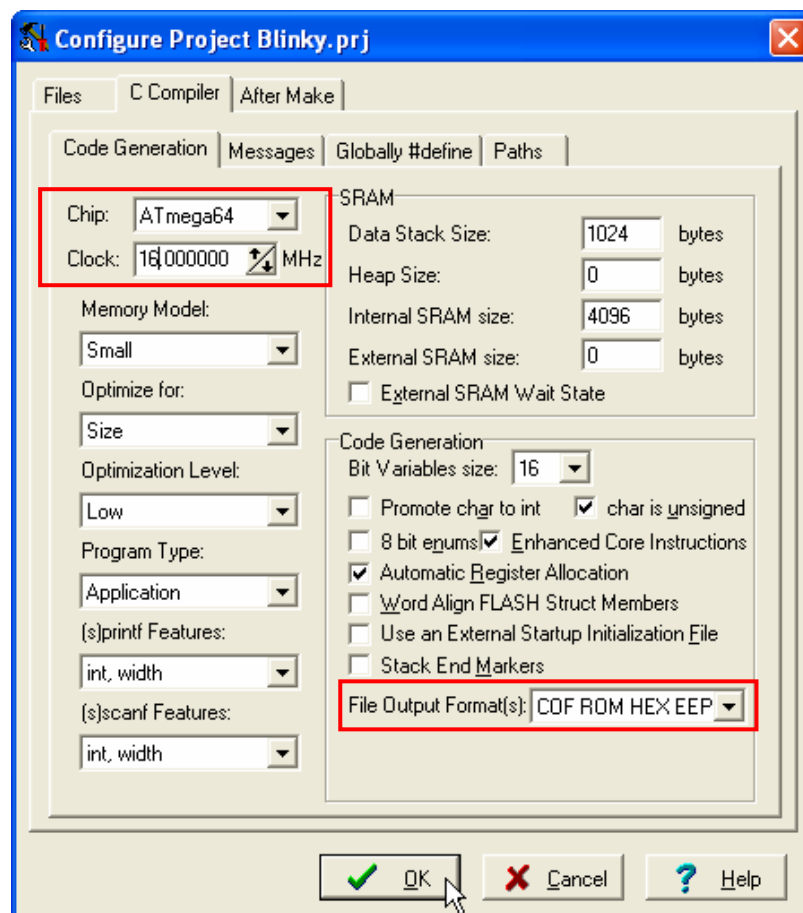 Configure Project Blinky.prj
Files C Compiler After Make
Code Generation Messages Globally #define Paths
Chip: ATmega64
Clock: 16.000000 MHz
Memory Model:
Small
Optimize for:
Size
Optimization Level:
Low
Program Type:
Application
(s)printf Features:
int, width
(s)scanf Features:
int, width
SRAM
Data Stack Size: 1024 bytes
Heap Size: 0 bytes
Internal SRAM size: 4096 bytes
External SRAM size: 0 bytes
External SRAM Wait State
Code Generation
Bit Variables size: 16
Promote char to int char is unsigned
8 bit enums Enhanced Core Instructions
Automatic Register Allocation
Word Align FLASH Struct Members
Use an External Startup Initialization File
Stack End Markers
File Output Format(s): COF ROM HEX EEP
OK Cancel Help